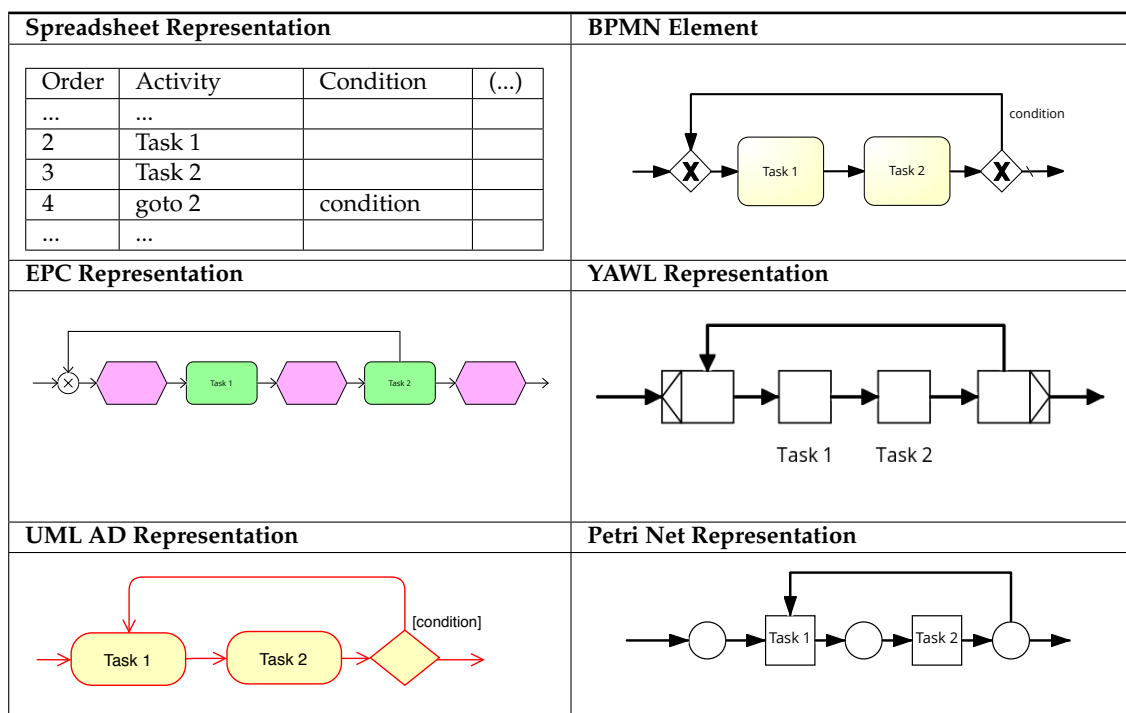 Spreadsheet Representation
BPMN Element
Order Activity Condition (...)
... ...
2 Task 1
3 Task 2
4 goto 2 condition
... ...
condition
X Task 1 Task 2 X
EPC Representation
YAWL Representation
Task 1 Task 2
Task 1 Task 2
UML AD Representation
Petri Net Representation
[condition]
Task 1 Task 2
Task 1 Task 2